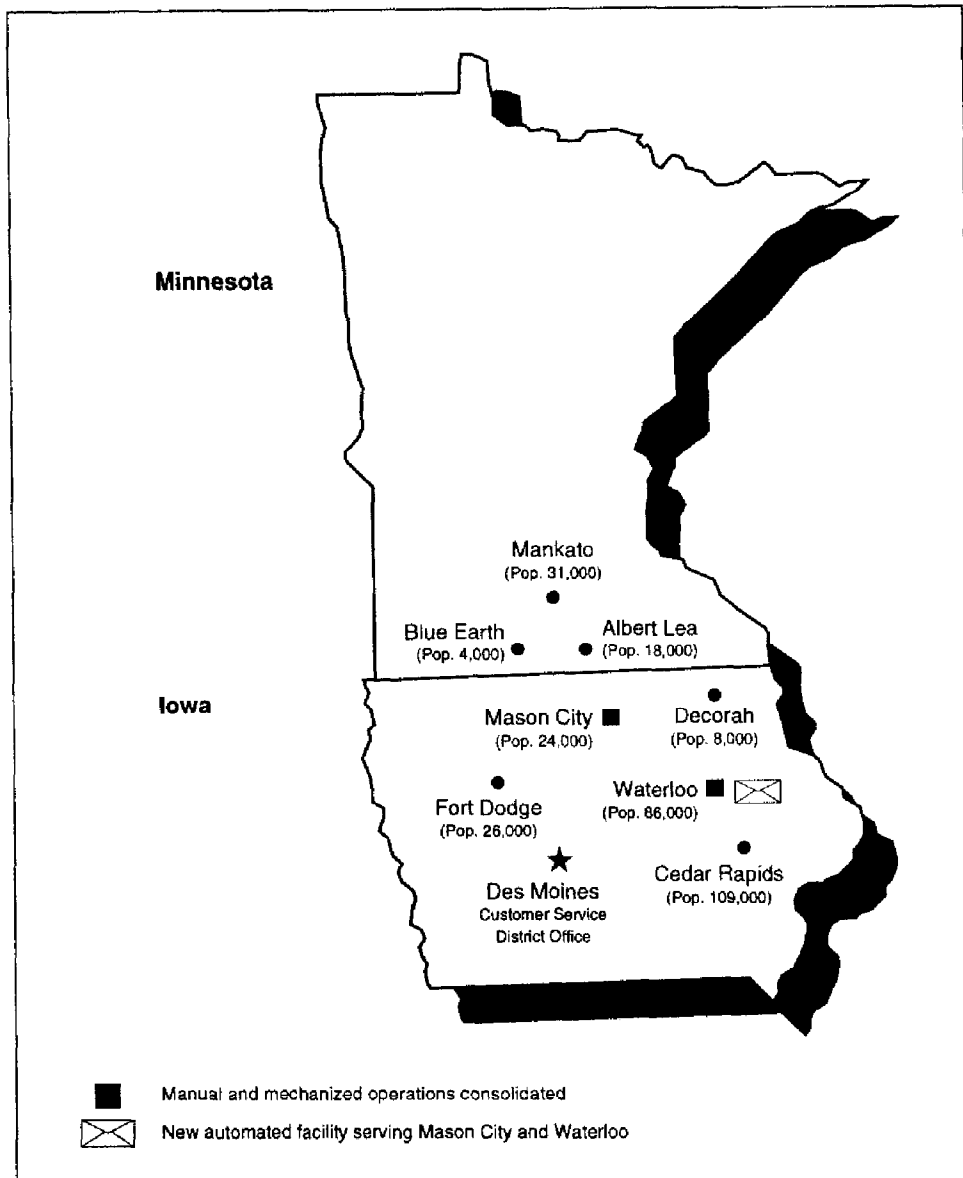 Minnesota
Mankato
(Pop. 31,000)
Blue Earth
(Pop. 4,000)
Albert Lea
(Pop. 18,000)
Iowa
Mason City
(Pop. 24,000)
Decorah
(Pop. 8,000)
Fort Dodge
(Pop. 26,000)
Waterloo
(Pop. 86,000)
Des Moines
Customer Service
District Office
Cedar Rapids
(Pop. 109,000)
Manual and mechanized operations consolidated
New automated facility serving Mason City and Waterloo